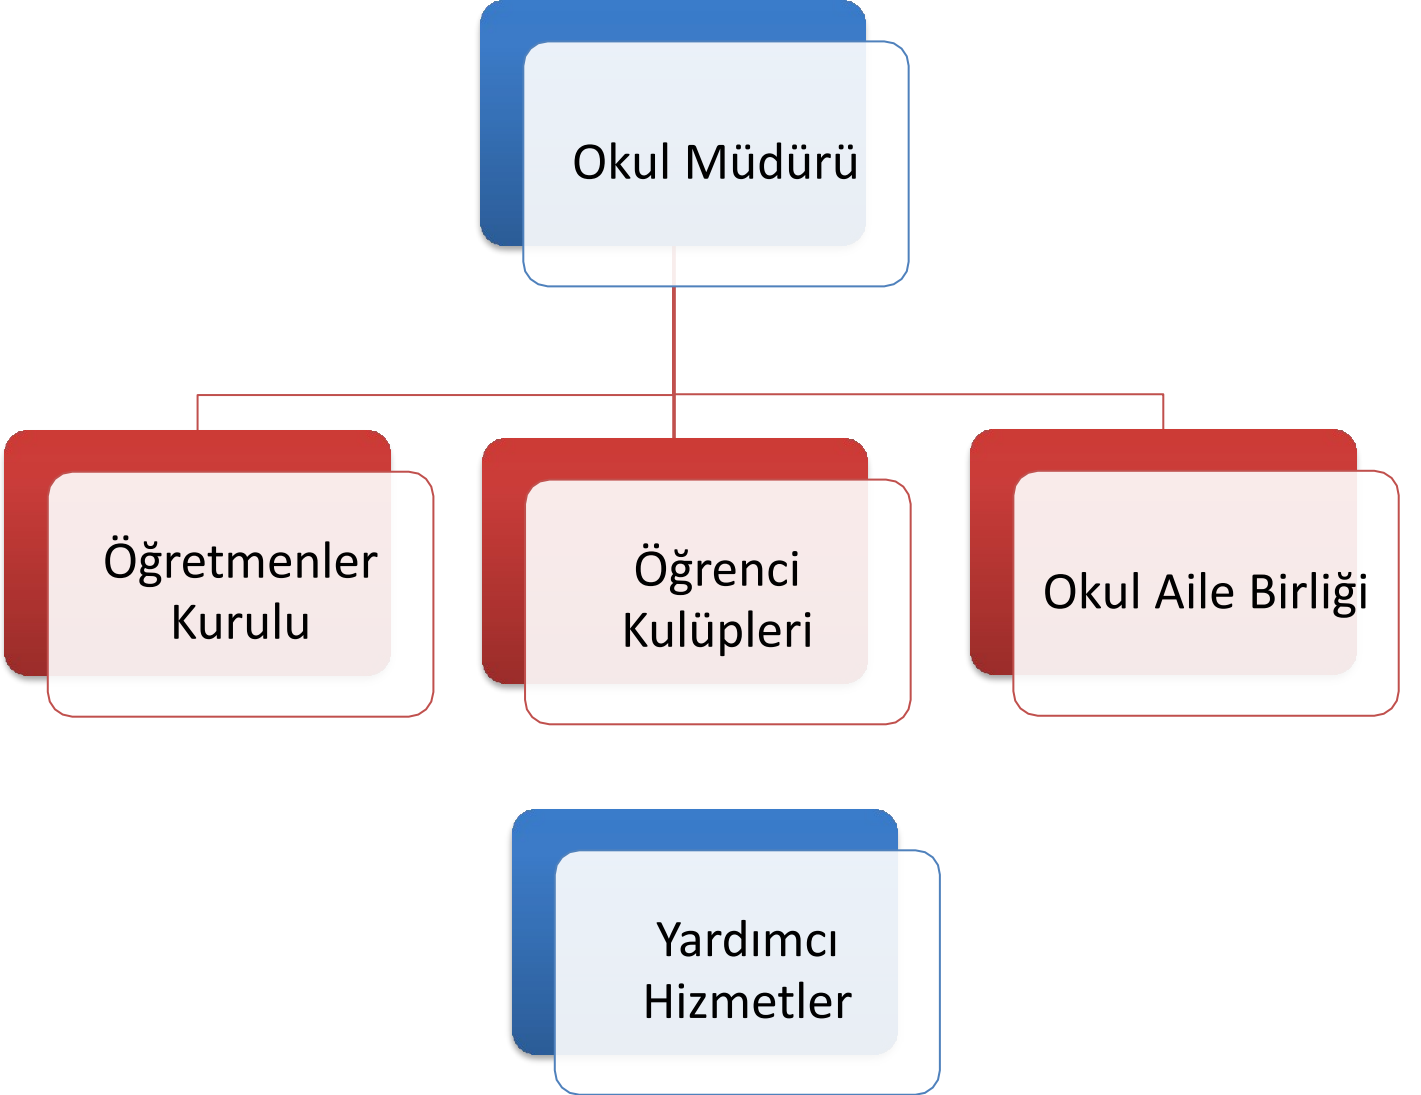 Okul Müdürü
Öğretmenler
Kurulu
Öğrenci
Kulüpleri
Okul Aile Birliği
Yardımcı
Hizmetler